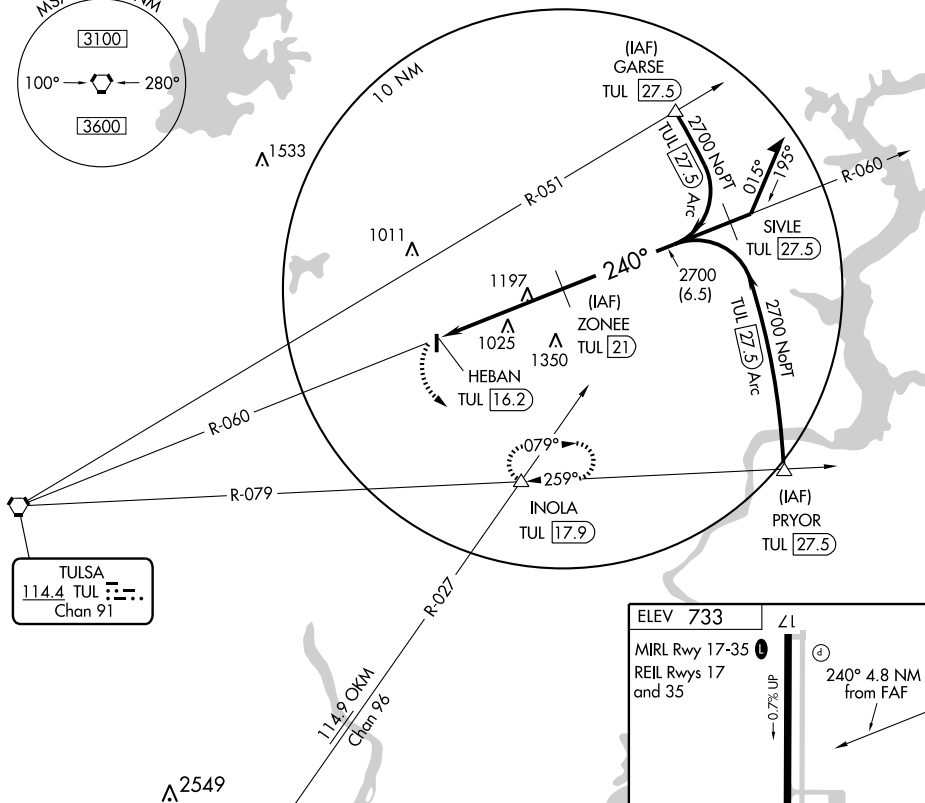 MSA
NM
3100
100°
280°
3600
10 NM
(IAF)
GARSE
TUL 27.5
2700 NoPT
TUL 27.5 Arc
015°
195°
R-060
1533
R-051
SIVLE
TUL 27.5
1011
240°
2700
(6.5)
1197
(IAF)
ZONEE
TUL 21
1025
1350
2700 NoPT
TUL 27.5 Arc
HEBAN
TUL 16.2
R-060
079°
259°
R-079
INOLA
TUL 17.9
(IAF)
PRYOR
TUL 27.5
TULSA
114.4 TUL
Chan 91
R-027
114.9 OKM
Chan 96
2549
ELEV 733
17
MIRL Rwy 17-35 L
REIL Rwys 17
and 35
P
0.7% UP
240° 4.8 NM
from FAF